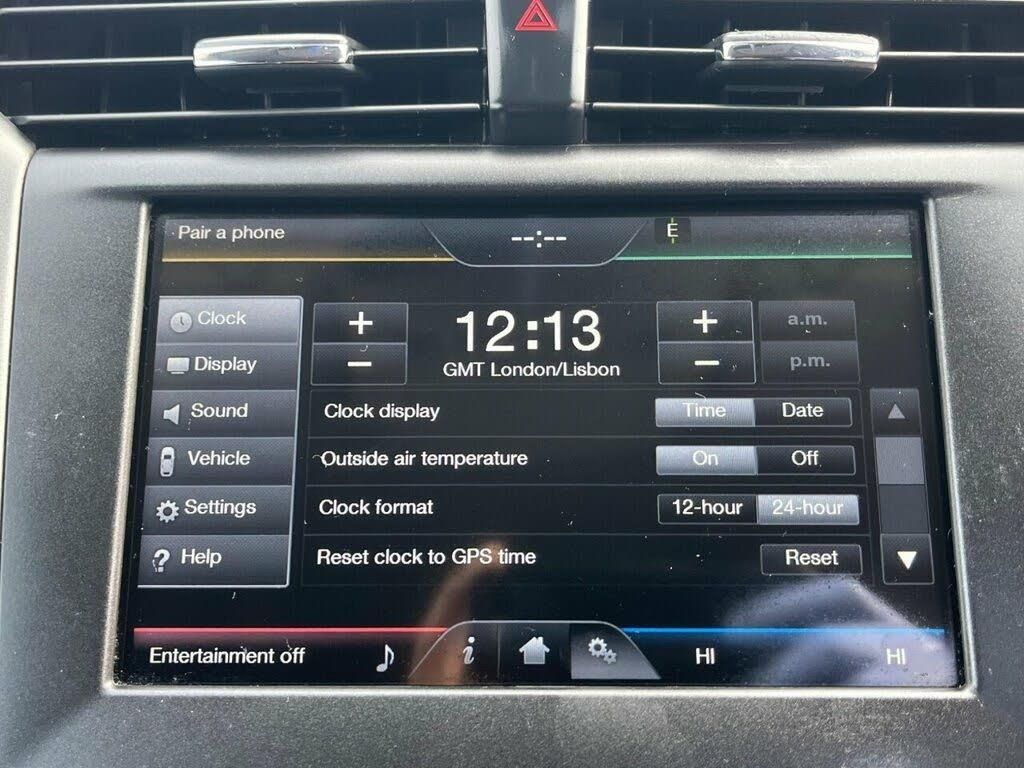 Pair a phone
--:--
E
Clock
+
12:13
+
a.m.
−
GMT London/Lisbon
−
p.m.
Display
Sound
Clock display
Time
Date
Vehicle
Outside air temperature
On
Off
Settings
Clock format
12-hour
24-hour
? Help
Reset clock to GPS time
Reset
Entertainment off
i
HI
HI